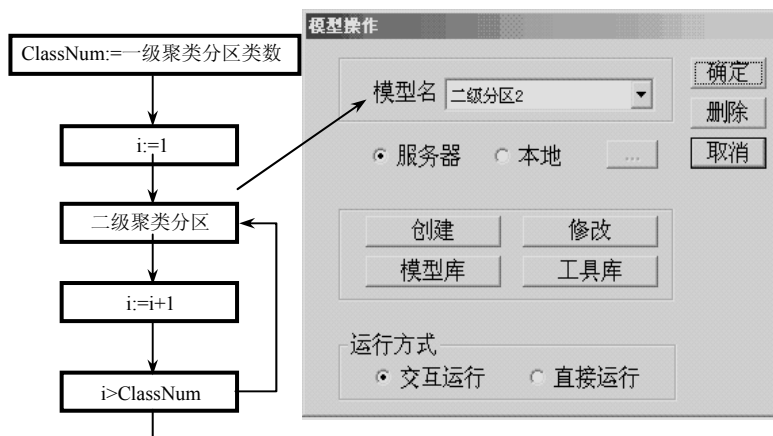 ClassNum:=一级聚类分区类数
i:=1
二级聚类分区
i:=i+1
i>ClassNum
模型操作
模型名 二级分区2
确定
删除
取消
服务器 本地 ...
创建 修改
模型库 工具库
运行方式
交互运行 直接运行